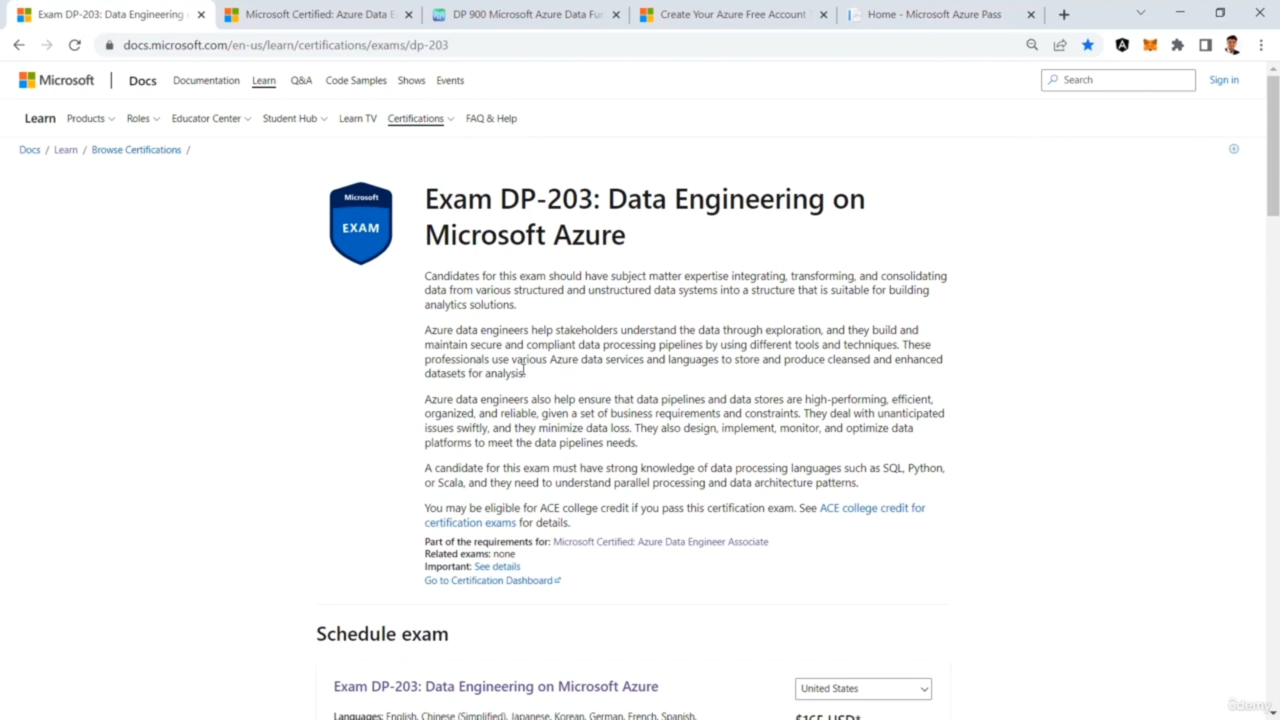 Exam DP-203: Data Engineering
Microsoft Certified: Azure Data E
DP 900 Microsoft Azure Data Fu
Create Your Azure Free Account
Home - Microsoft Azure Pass
docs.microsoft.com/en-us/learn/certifications/exams/dp-203
Microsoft Docs Documentation Learn Q&A Code Samples Shows Events Search Sign in
Learn Products Roles Educator Center Student Hub Learn TV Certifications FAQ & Help
Docs / Learn / Browse Certifications /
Microsoft
EXAM
Exam DP-203: Data Engineering on
Microsoft Azure
Candidates for this exam should have subject matter expertise integrating, transforming, and consolidating
data from various structured and unstructured data systems into a structure that is suitable for building
analytics solutions.
Azure data engineers help stakeholders understand the data through exploration, and they build and
maintain secure and compliant data processing pipelines by using different tools and techniques. These
professionals use various Azure data services and languages to store and produce cleansed and enhanced
datasets for analysis.
Azure data engineers also help ensure that data pipelines and data stores are high-performing, efficient,
organized, and reliable, given a set of business requirements and constraints. They deal with unanticipated
issues swiftly, and they minimize data loss. They also design, implement, monitor, and optimize data
platforms to meet the data pipelines needs.
A candidate for this exam must have strong knowledge of data processing languages such as SQL, Python,
or Scala, and they need to understand parallel processing and data architecture patterns.
You may be eligible for ACE college credit if you pass this certification exam. See ACE college credit for
certification exams for details.
Part of the requirements for: Microsoft Certified: Azure Data Engineer Associate
Related exams: none
Important: See details
Go to Certification Dashboard
Schedule exam
Exam DP-203: Data Engineering on Microsoft Azure
United States
Languages: English, Chinese (Simplified), Japanese, Korean, German, French, Spanish,
$165 USD*
Udemy